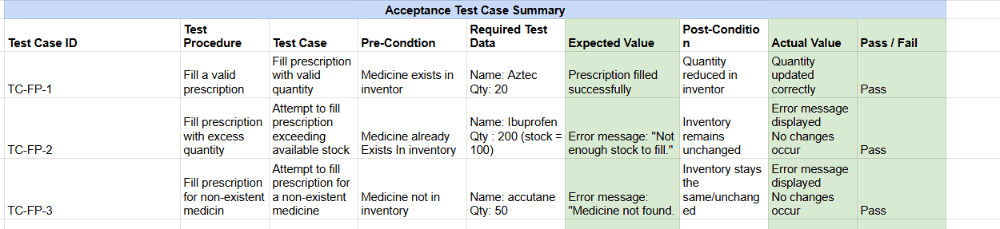 Acceptance Test Case Summary
Test Case ID
Test
Procedure
Test Case
Pre-Condtion
Required Test
Data
Expected Value
Post-Conditio
n
Actual Value
Pass / Fail
TC-FP-1
Fill a valid
prescription
Fill prescription
with valid
quantity
Medicine exists in
inventor
Name: Aztec
Qty: 20
Prescription filled
successfully
Quantity
reduced in
inventor
Quantity
updated
correctly
Pass
TC-FP-2
Fill prescription
with excess
quantity
Attempt to fill
prescription
exceeding
available stock
Medicine already
Exists In inventory
Name: Ibuprofen
Qty : 200 (stock =
100)
Error message: "Not
enough stock to fill."
Inventory
remains
unchanged
Error message
displayed
No changes
occur
Pass
TC-FP-3
Fill prescription
for non-existent
medicin
Attempt to fill
prescription for
a non-existent
medicine
Medicine not in
inventory
Name: accutane
Qty: 50
Error message:
"Medicine not found.
Inventory stays
the
same/unchang
ed
Error message
displayed
No changes
occur
Pass